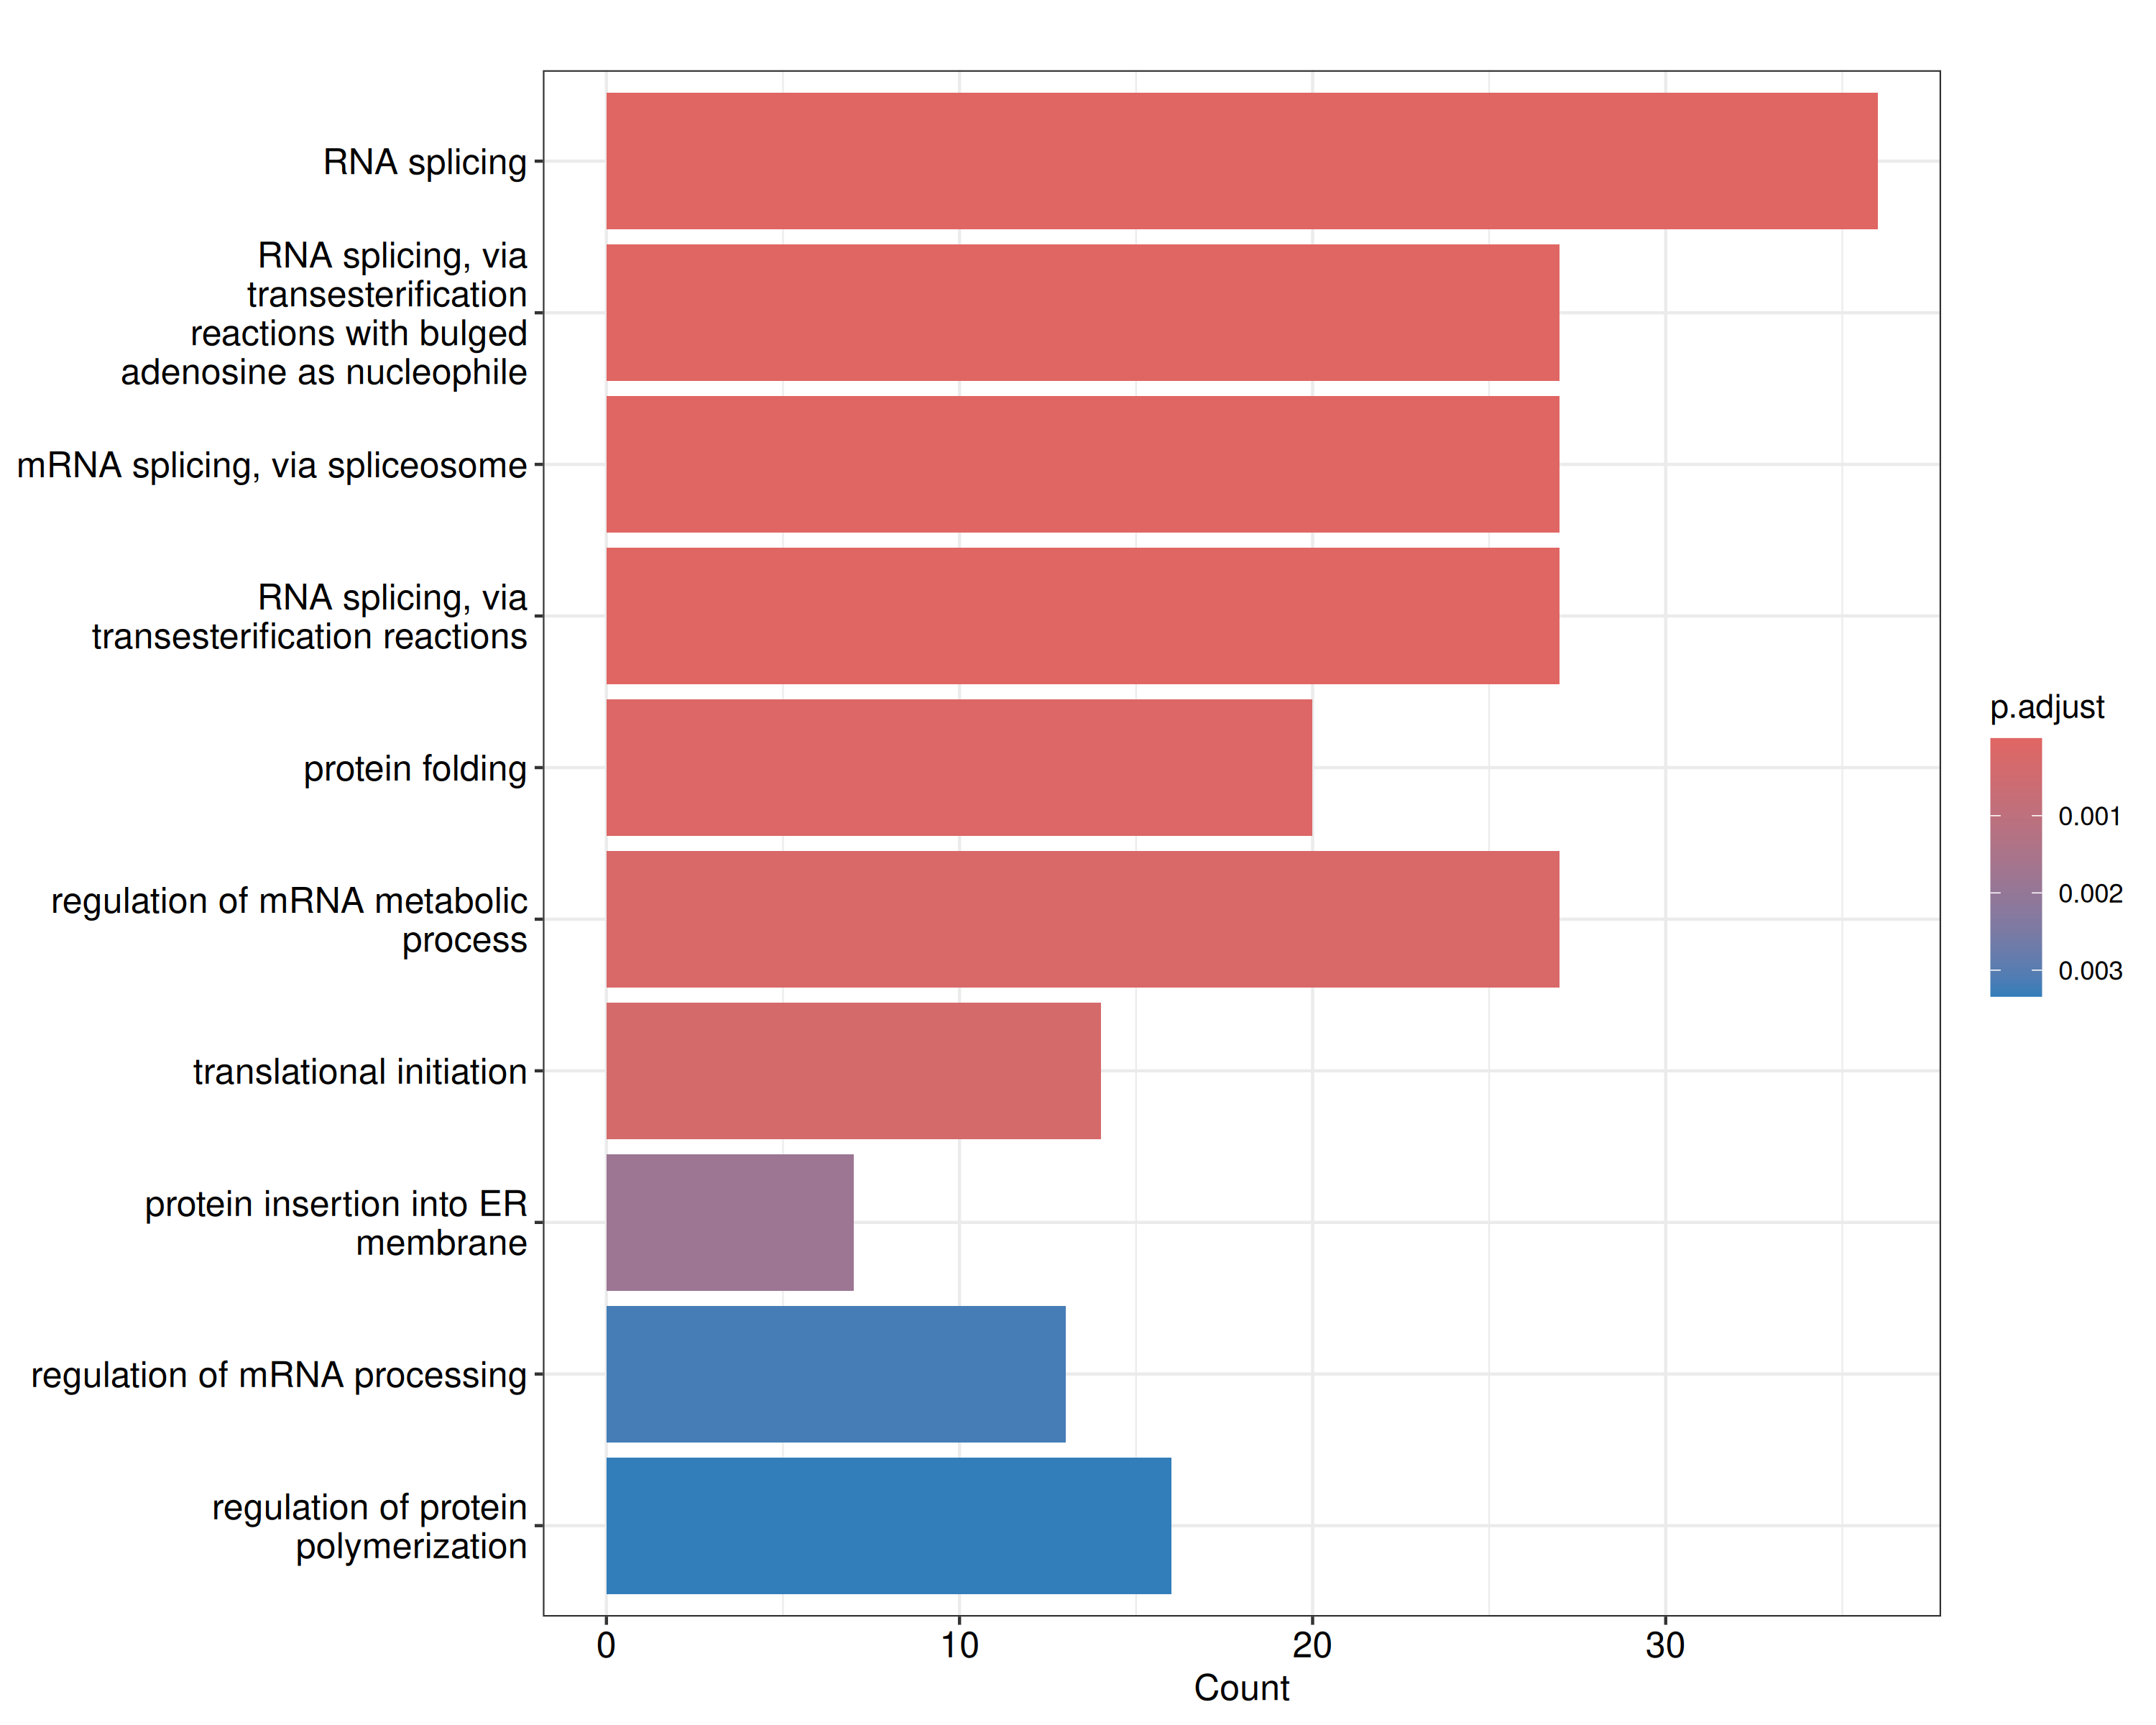 RNA splicing
RNA splicing, via
transesterification
reactions with bulged
adenosine as nucleophile
mRNA splicing, via spliceosome
RNA splicing, via
transesterification reactions
protein folding
regulation of mRNA metabolic
process
translational initiation
protein insertion into ER
membrane
regulation of mRNA processing
regulation of protein
polymerization
0 10 20 30
Count
p.adjust
0.001
0.002
0.003